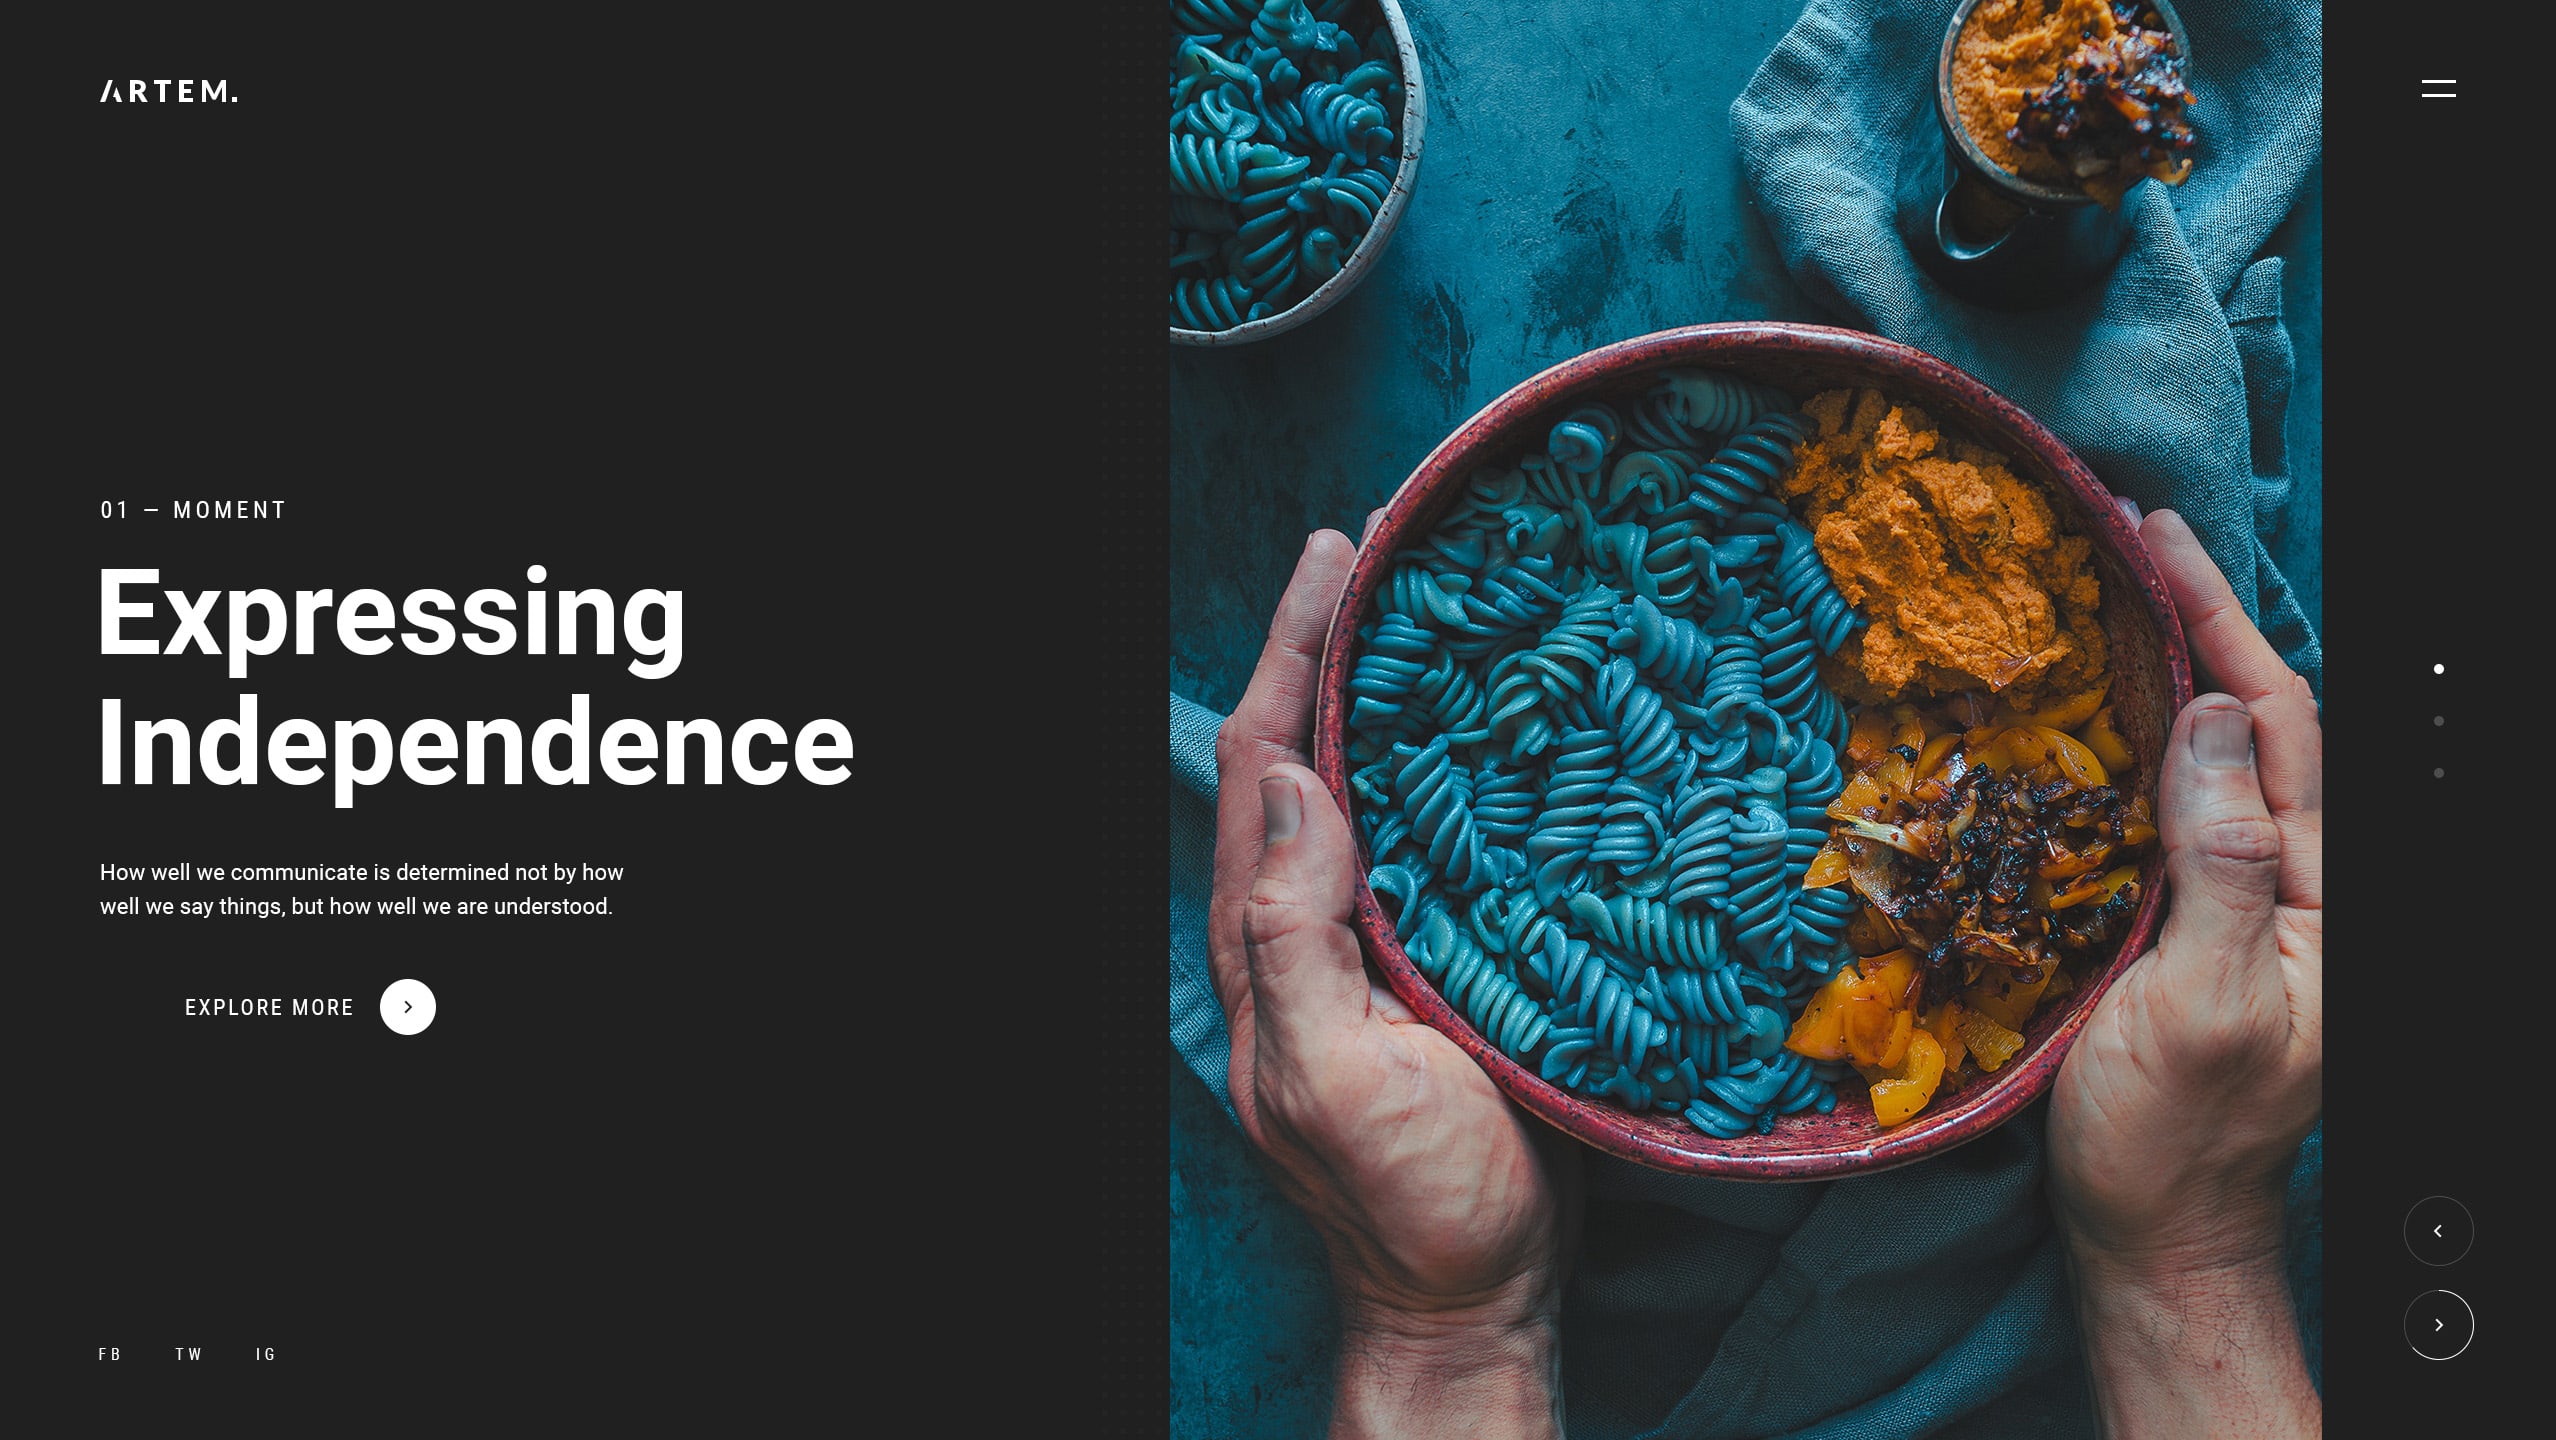 ARTEM.
01 — MOMENT
Expressing
Independence
How well we communicate is determined not by how
well we say things, but how well we are understood.
EXPLORE MORE
FB TW IG